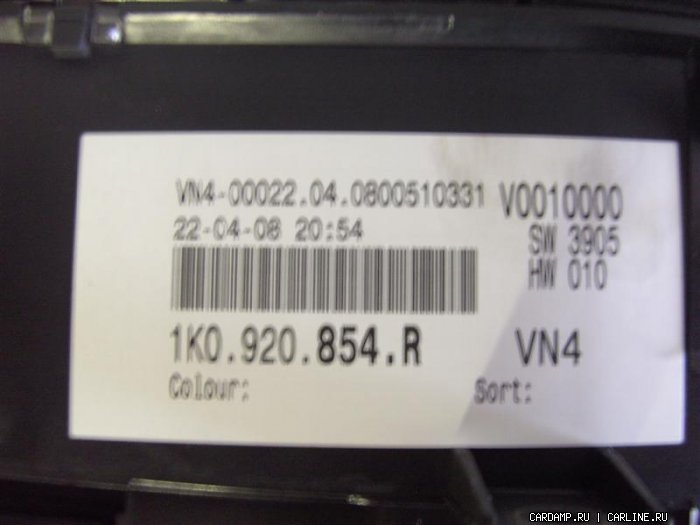 VN4-00022.04.0800510331 V0010000
22-04-08 20:54 SW 3905
HW 010
1K0.920.854.R VN4
Colour: Sort:
CARDAMP.RU | CARLINE.RU